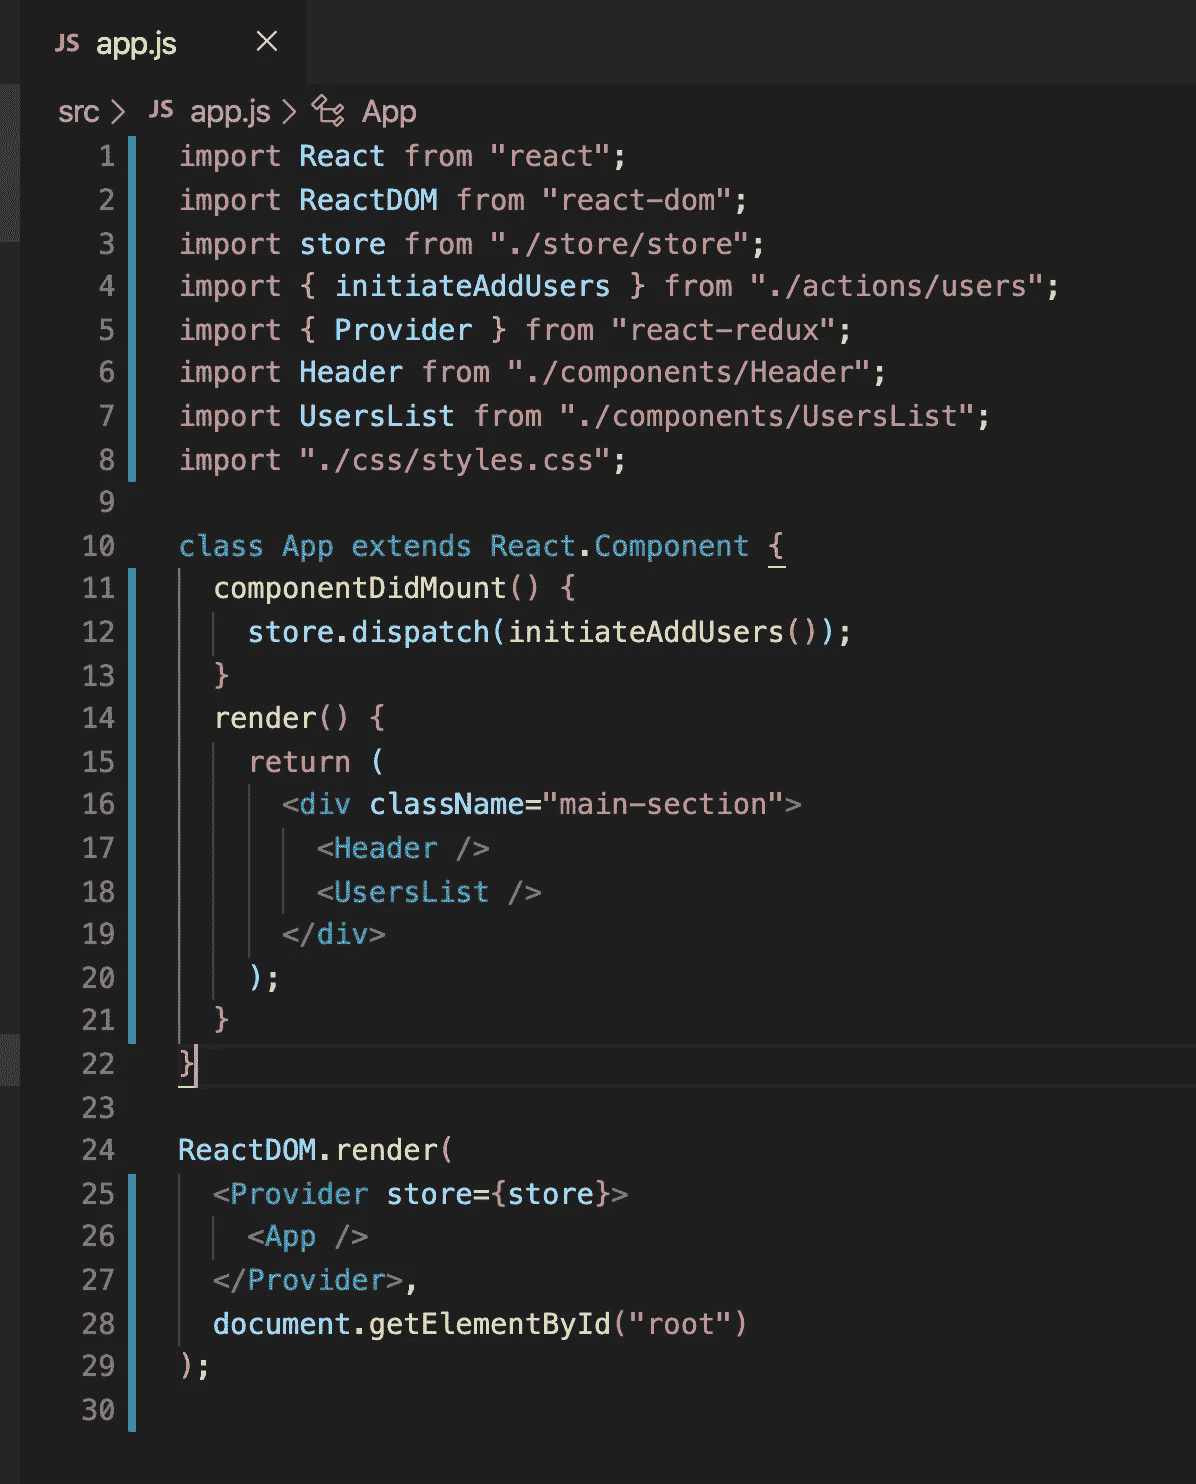 JS app.js ×
src > JS app.js > App
1 import React from "react";
2 import ReactDOM from "react-dom";
3 import store from "./store/store";
4 import { initiateAddUsers } from "./actions/users";
5 import { Provider } from "react-redux";
6 import Header from "./components/Header";
7 import UsersList from "./components/UsersList";
8 import "./css/styles.css";
9
10 class App extends React.Component {
11   componentDidMount() {
12     store.dispatch(initiateAddUsers());
13   }
14   render() {
15     return (
16       <div className="main-section">
17         <Header />
18         <UsersList />
19       </div>
20     );
21   }
22 }
23
24 ReactDOM.render(
25   <Provider store={store}>
26     <App />
27   </Provider>,
28   document.getElementById("root")
29 );
30